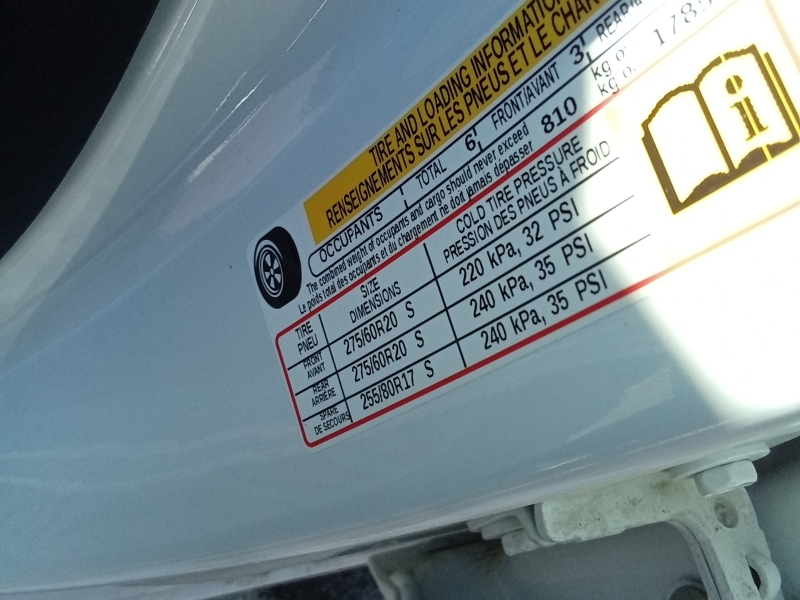 TIRE AND LOADING INFORMATION
RENSEIGNEMENTS SUR LES PNEUS ET LE
OCCUPANTS TOTAL 6 FRONT/AVANT 3
The combined weight of occupants and cargo should never exceed kg or
Le poids total des occupants et du chargement ne doit jamais dépasser 810 kg
TIRE PNEU
SIZE DIMENSIONS
COLD TIRE PRESSURE
PRESSION DES PNEUS À FROID
FRONT AVANT 275/60R20 S 220 kPa, 32 PSI
REAR ARRIÈRE 275/60R20 S 240 kPa, 35 PSI
SPARE DE SECOURS 255/80R17 S 240 kPa, 35 PSI
i